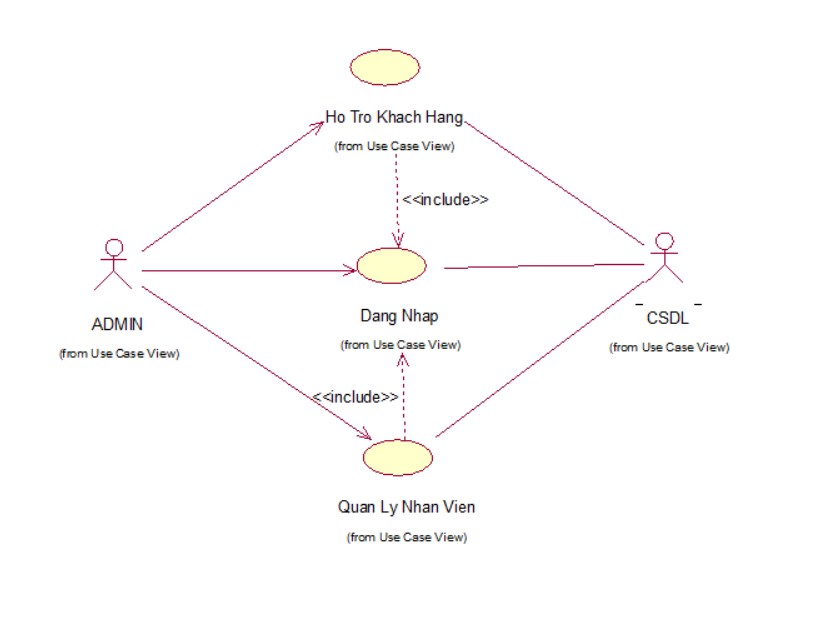 Ho Tro Khach Hang
(from Use Case View)
<<include>>
ADMIN
(from Use Case View)
Dang Nhap
(from Use Case View)
CSDL
(from Use Case View)
<<include>>
Quan Ly Nhan Vien
(from Use Case View)